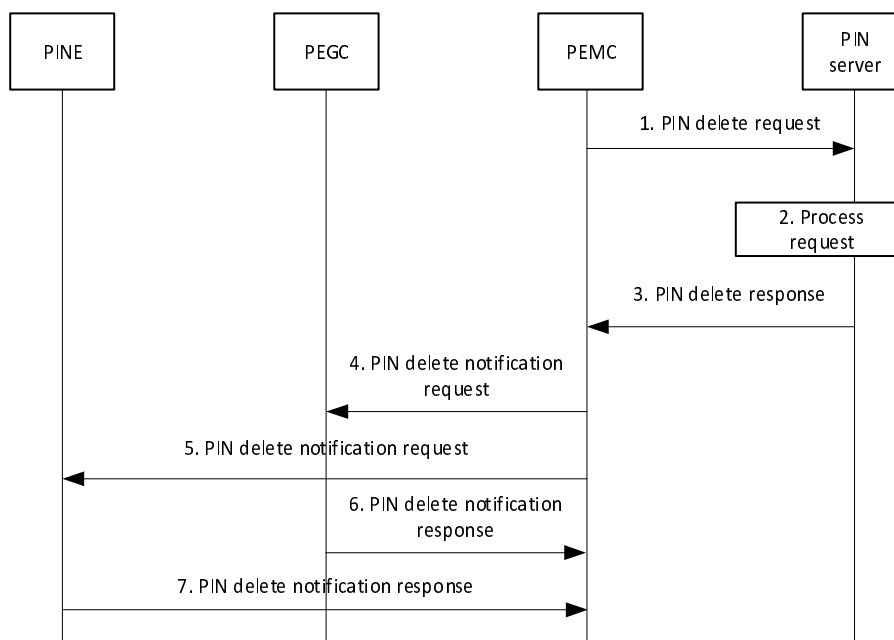 PINE
PEGC
PEMC
PIN
server
1. PIN delete request
2. Process
request
3. PIN delete response
4. PIN delete notification
request
5. PIN delete notification request
6. PIN delete notification
response
7. PIN delete notification response